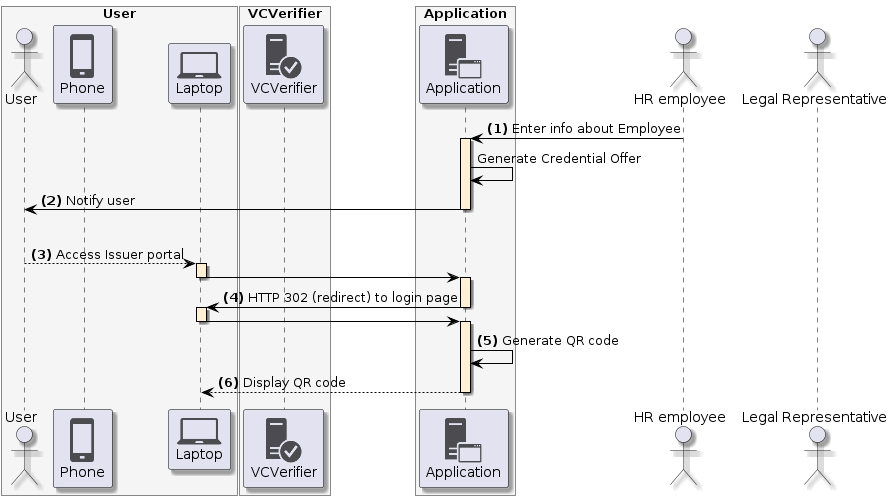 User
VCVerifier
Application
User
Phone
Laptop
VCVerifier
Application
HR employee
Legal Representative
(1) Enter info about Employee
Generate Credential Offer
(2) Notify user
(3) Access Issuer portal
(4) HTTP 302 (redirect) to login page
(5) Generate QR code
(6) Display QR code
User
Phone
Laptop
VCVerifier
Application
HR employee
Legal Representative